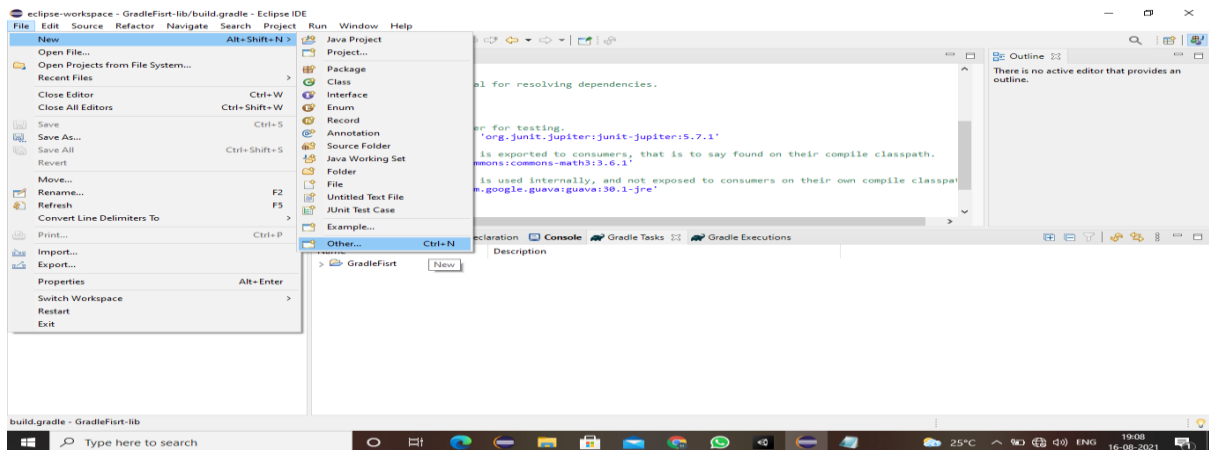 eclipse-workspace - GradleFisrt-lib/build.gradle - Eclipse IDE
File Edit Source Refactor Navigate Search Project Run Window Help
New Alt+Shift+N >
Open File...
Open Projects from File System...
Recent Files >
Close Editor Ctrl+W
Close All Editors Ctrl+Shift+W
Save Ctrl+S
Save As...
Save All Ctrl+Shift+S
Revert
Move...
Rename... F2
Refresh F5
Convert Line Delimiters To >
Print... Ctrl+P
Import...
Export...
Properties Alt+Enter
Switch Workspace >
Restart
Exit
Java Project
Project...
Package
Class
Interface
Enum
Record
Annotation
Source Folder
Java Working Set
Folder
File
Untitled Text File
JUnit Test Case
Example...
Other... Ctrl+N
New
al for resolving dependencies.
er for testing.
'org.junit.jupiter:junit-jupiter:5.7.1'
is exported to consumers, that is to say found on their compile classpath.
mmons:commons-math3:3.6.1'
is used internally, and not exposed to consumers on their own compile classpat
m.google.guava:guava:30.1-jre'
Outline
There is no active editor that provides an
outline.
eclaration Console Gradle Tasks Gradle Executions
Description
> GradleFisrt
build.gradle - GradleFisrt-lib
Type here to search
25°C ENG 19:08
16-08-2021